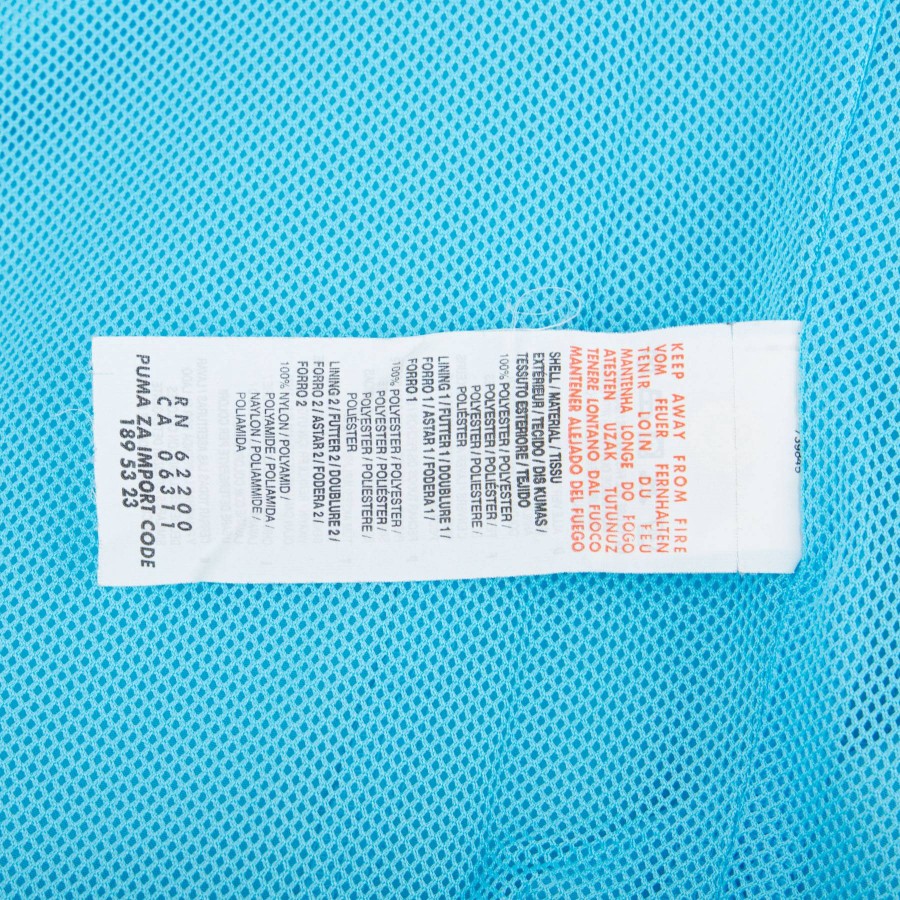 KEEP AWAY FROM FIRE
VOM FEUER FERNHALTEN
TENIR LOIN DU FEU
MANTENHA LONGE DO FOGO
ATESTEN UZAK TUTUNUZ
TENERE LONTANO DAL FUOCO
MANTENER ALEJADO DEL FUEGO
SHELL / MATERIAL / TISSU
EXTERIEUR / TECIDO / DIS KUMAS /
TESSUTO ESTERIORE / TEJIDO
100% POLYESTER / POLYESTER /
POLYESTER / POLIÉSTER /
POLYESTER / POLIESTERE /
POLIÉSTER
LINING 1 / FUTTER 1 / DOUBLURE 1 /
FORRO 1 / ASTAR 1 / FODERA 1 /
FORRO 1
100% POLYESTER / POLYESTER /
POLYESTER / POLIÉSTER /
POLYESTER / POLIESTERE /
POLIÉSTER
LINING 2 / FUTTER 2 / DOUBLURE 2 /
FORRO 2 / ASTAR 2 / FODERA 2 /
FORRO 2
100% NYLON / POLYAMID /
POLYAMIDE / POLIAMIDA /
NAYLON / POLIAMMIDE /
POLIAMIDA
RN 62200
CA 06311
PUMA ZA IMPORT CODE
189 53 23